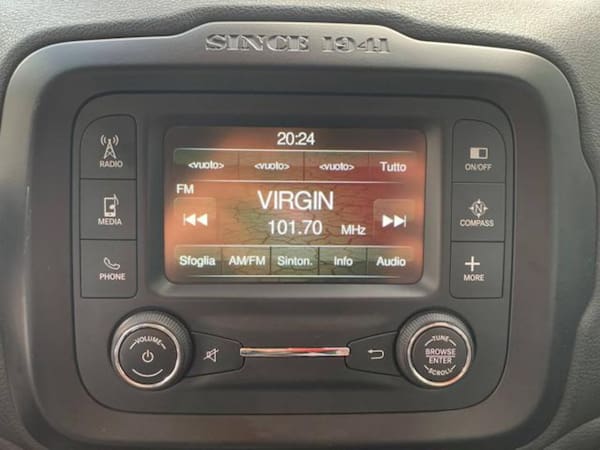 SINCE 1941
20:24
<vuoto> <vuoto> <vuoto> Tutto
FM
VIRGIN
101.70 MHz
Sfoglia AM/FM Sinton. Info Audio
RADIO
MEDIA
PHONE
ON/OFF
N
COMPASS
MORE
VOLUME
TUNE
BROWSE
ENTER
SCROLL